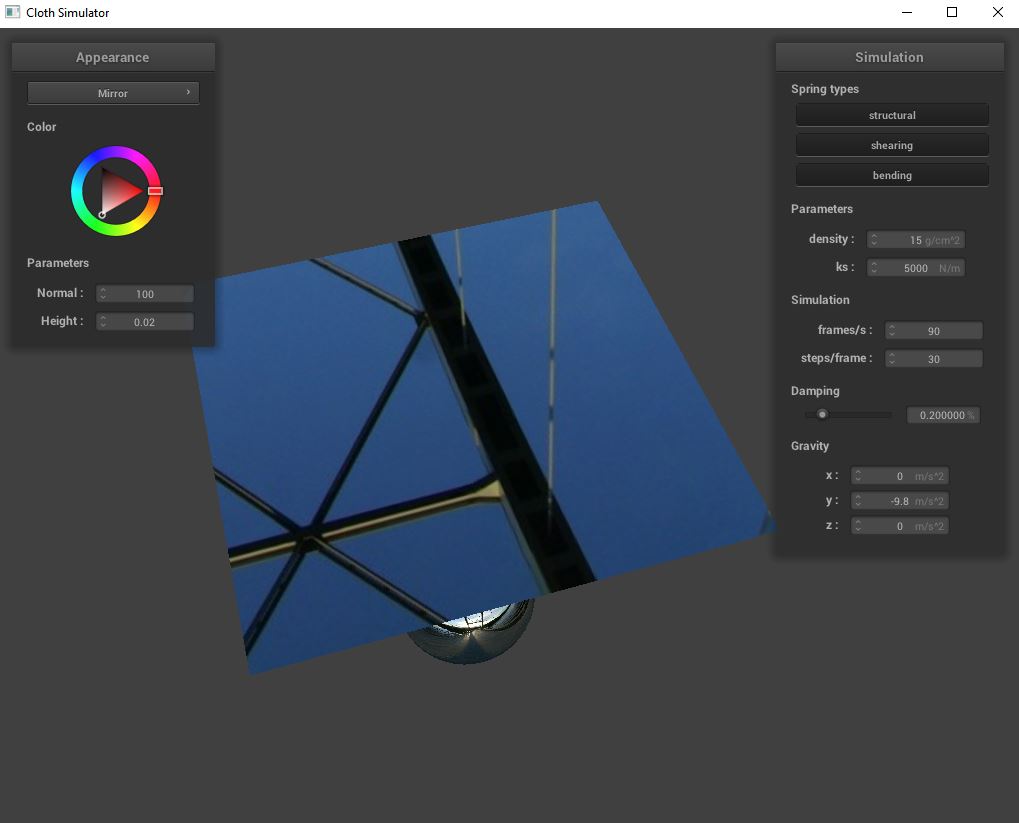 Cloth Simulator
Appearance
Mirror
Color
Parameters
Normal : 100
Height : 0.02
Simulation
Spring types
structural
shearing
bending
Parameters
density : 15 g/cm^2
ks : 5000 N/m
Simulation
frames/s : 90
steps/frame : 30
Damping
0.200000 %
Gravity
x : 0 m/s^2
y : -9.8 m/s^2
z : 0 m/s^2